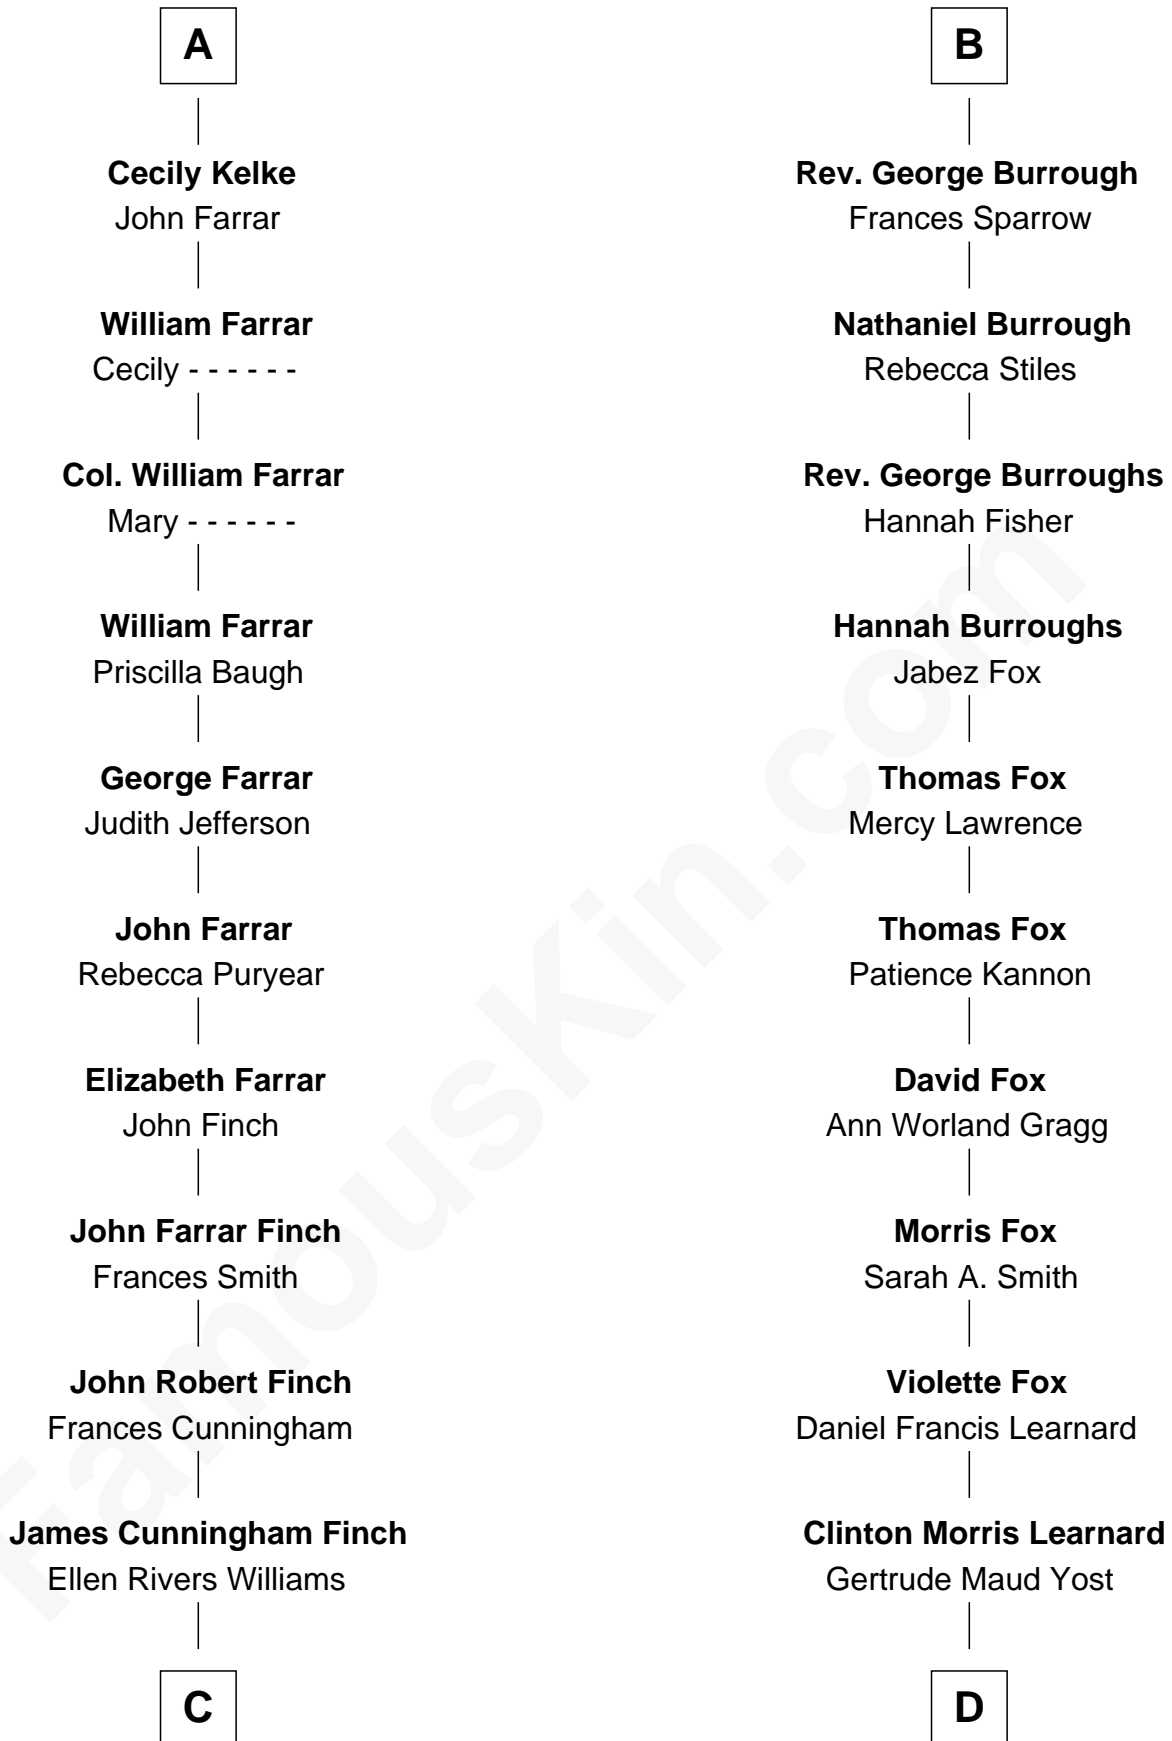 A
Cecily Kelke
John Farrar
William Farrar
Cecily - - - - - -
Col. William Farrar
Mary - - - - - -
William Farrar
Priscilla Baugh
George Farrar
Judith Jefferson
John Farrar
Rebecca Puryear
Elizabeth Farrar
John Finch
John Farrar Finch
Frances Smith
John Robert Finch
Frances Cunningham
James Cunningham Finch
Ellen Rivers Williams
C
B
Rev. George Burrough
Frances Sparrow
Nathaniel Burrough
Rebecca Stiles
Rev. George Burroughs
Hannah Fisher
Hannah Burroughs
Jabez Fox
Thomas Fox
Mercy Lawrence
Thomas Fox
Patience Kannon
David Fox
Ann Worland Gragg
Morris Fox
Sarah A. Smith
Violette Fox
Daniel Francis Learnard
Clinton Morris Learnard
Gertrude Maud Yost
D
FamousKin.com